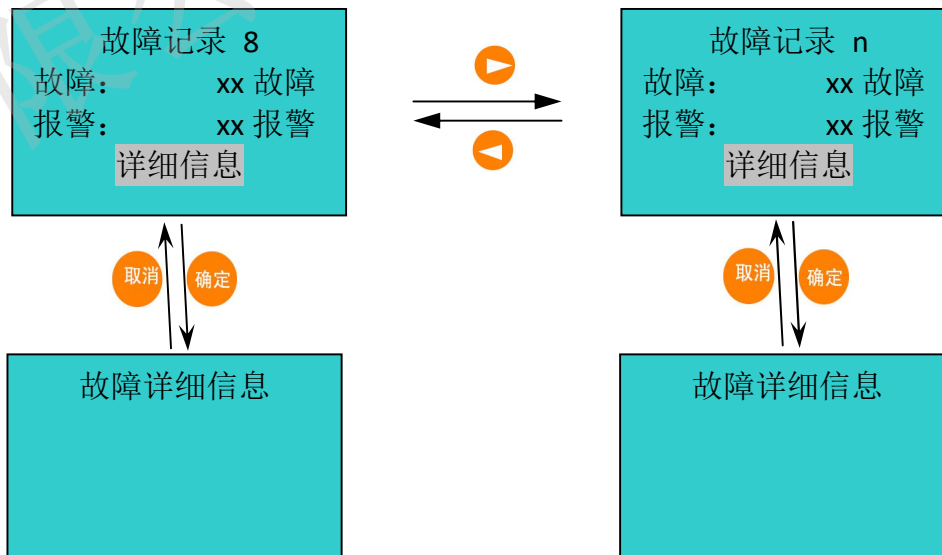 故障记录 8
故障： xx 故障
报警： xx 报警
详细信息
故障记录 n
故障： xx 故障
报警： xx 报警
详细信息
取消 确定
取消 确定
故障详细信息
故障详细信息